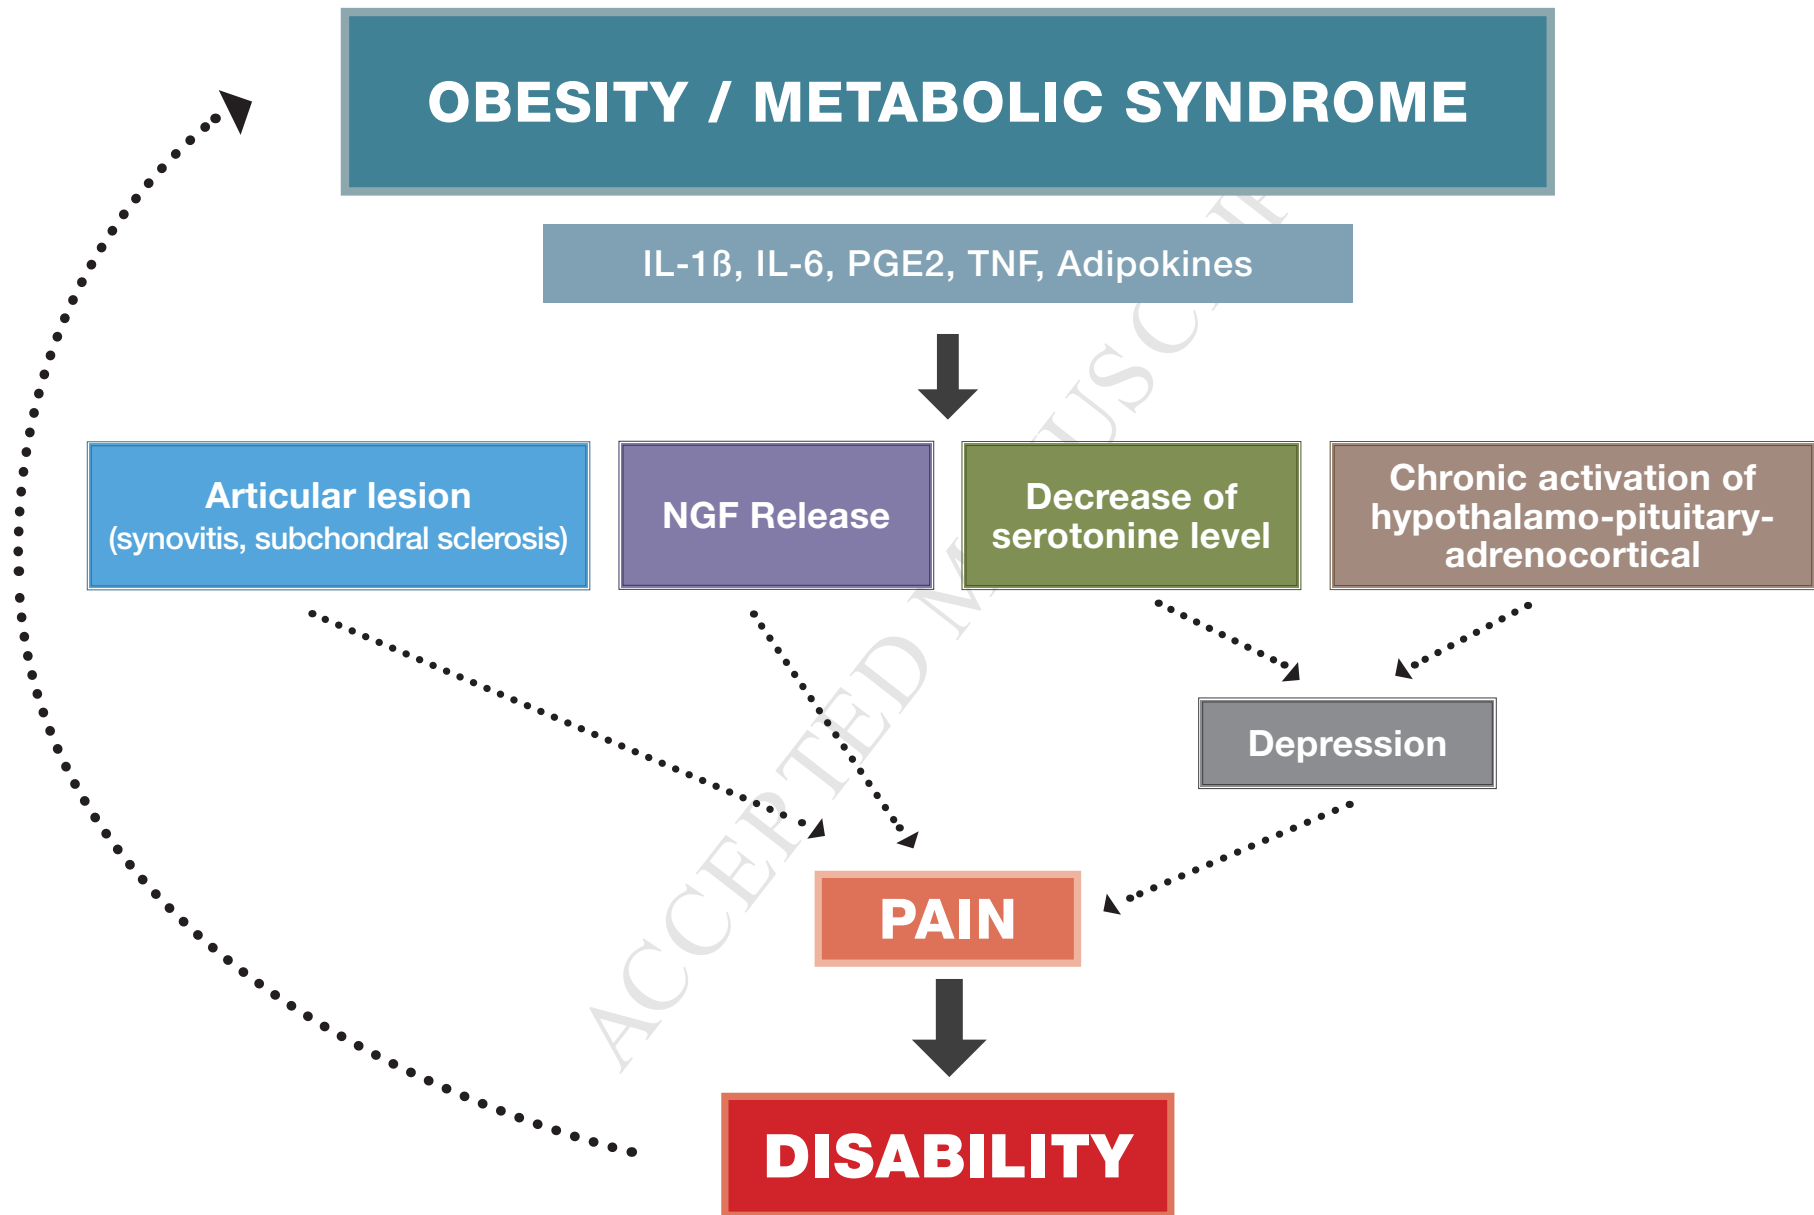 OBESITY / METABOLIC SYNDROME
IL-1ß, IL-6, PGE2, TNF, Adipokines
Articular lesion
(synovitis, subchondral sclerosis)
NGF Release
Decrease of
serotonine level
Chronic activation of
hypothalamo-pituitary-
adrenocortical
Depression
PAIN
DISABILITY
ACCEPTED